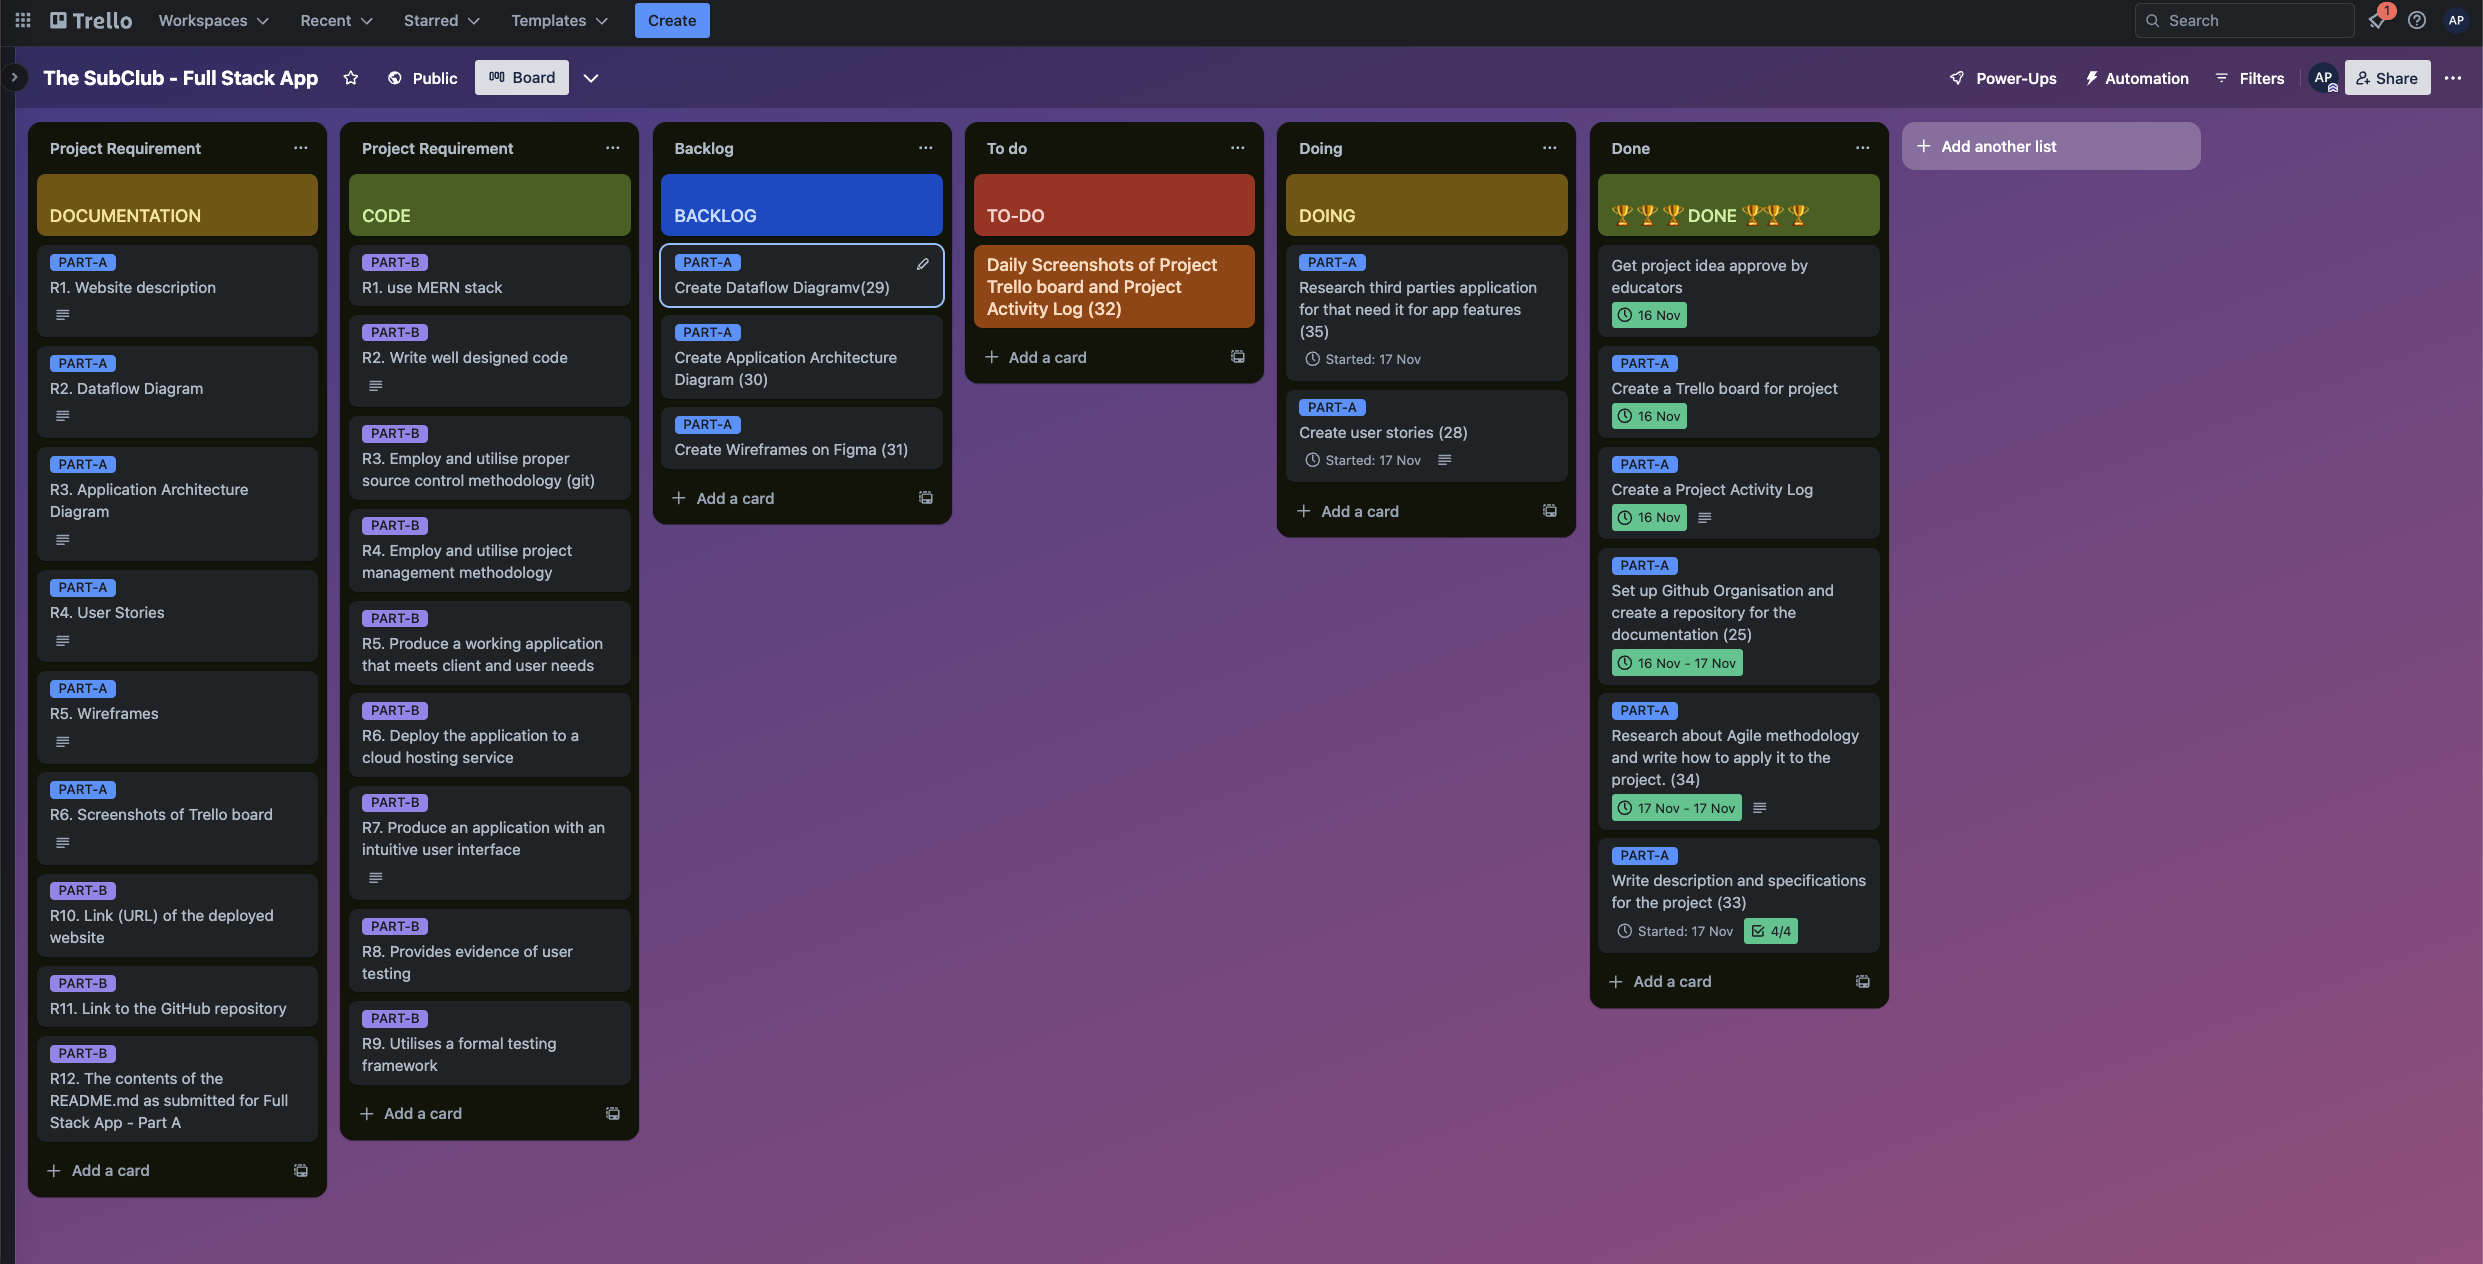 Trello
Workspaces
Recent
Starred
Templates
Create
Search
1
AP
The SubClub - Full Stack App
Public
Board
Power-Ups
Automation
Filters
AP
Share
Project Requirement
DOCUMENTATION
PART-A
R1. Website description
PART-A
R2. Dataflow Diagram
PART-A
R3. Application Architecture
Diagram
PART-A
R4. User Stories
PART-A
R5. Wireframes
PART-A
R6. Screenshots of Trello board
PART-B
R10. Link (URL) of the deployed
website
PART-B
R11. Link to the GitHub repository
PART-B
R12. The contents of the
README.md as submitted for Full
Stack App - Part A
Add a card
Project Requirement
CODE
PART-B
R1. use MERN stack
PART-B
R2. Write well designed code
PART-B
R3. Employ and utilise proper
source control methodology (git)
PART-B
R4. Employ and utilise project
management methodology
PART-B
R5. Produce a working application
that meets client and user needs
PART-B
R6. Deploy the application to a
cloud hosting service
PART-B
R7. Produce an application with an
intuitive user interface
PART-B
R8. Provides evidence of user
testing
PART-B
R9. Utilises a formal testing
framework
Add a card
Backlog
BACKLOG
PART-A
Create Dataflow Diagramv(29)
PART-A
Create Application Architecture
Diagram (30)
PART-A
Create Wireframes on Figma (31)
Add a card
To do
TO-DO
Daily Screenshots of Project
Trello board and Project
Activity Log (32)
Add a card
Doing
DOING
PART-A
Research third parties application
for that need it for app features
(35)
Started: 17 Nov
PART-A
Create user stories (28)
Started: 17 Nov
Add a card
Done
🏆🏆🏆DONE 🏆🏆🏆
Get project idea approve by
educators
16 Nov
PART-A
Create a Trello board for project
16 Nov
PART-A
Create a Project Activity Log
16 Nov
PART-A
Set up Github Organisation and
create a repository for the
documentation (25)
16 Nov - 17 Nov
PART-A
Research about Agile methodology
and write how to apply it to the
project. (34)
17 Nov - 17 Nov
PART-A
Write description and specifications
for the project (33)
Started: 17 Nov
4/4
Add a card
Add another list